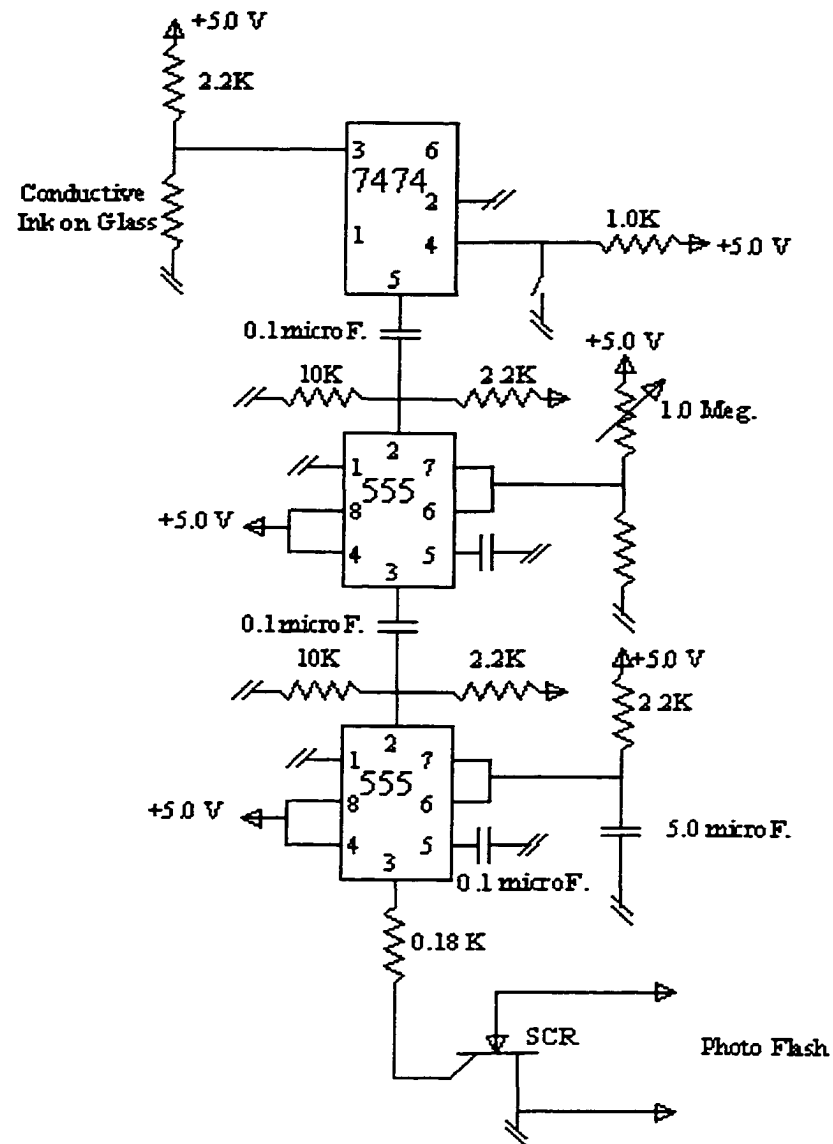 +5.0 V
2.2K
Conductive
Ink on Glass
3 6
7474
2
1 4
5
1.0K
+5.0 V
0.1 micro F.
10K
2.2K
+5.0 V
1.0 Meg.
2
1 7
555
8 6
+5.0 V
4 5
3
0.1 micro F.
10K
2.2K
+5.0 V
2.2K
2
1 7
555
8 6
+5.0 V
4 5
3
5.0 micro F.
0.1 micro F.
0.18 K
SCR
Photo Flash